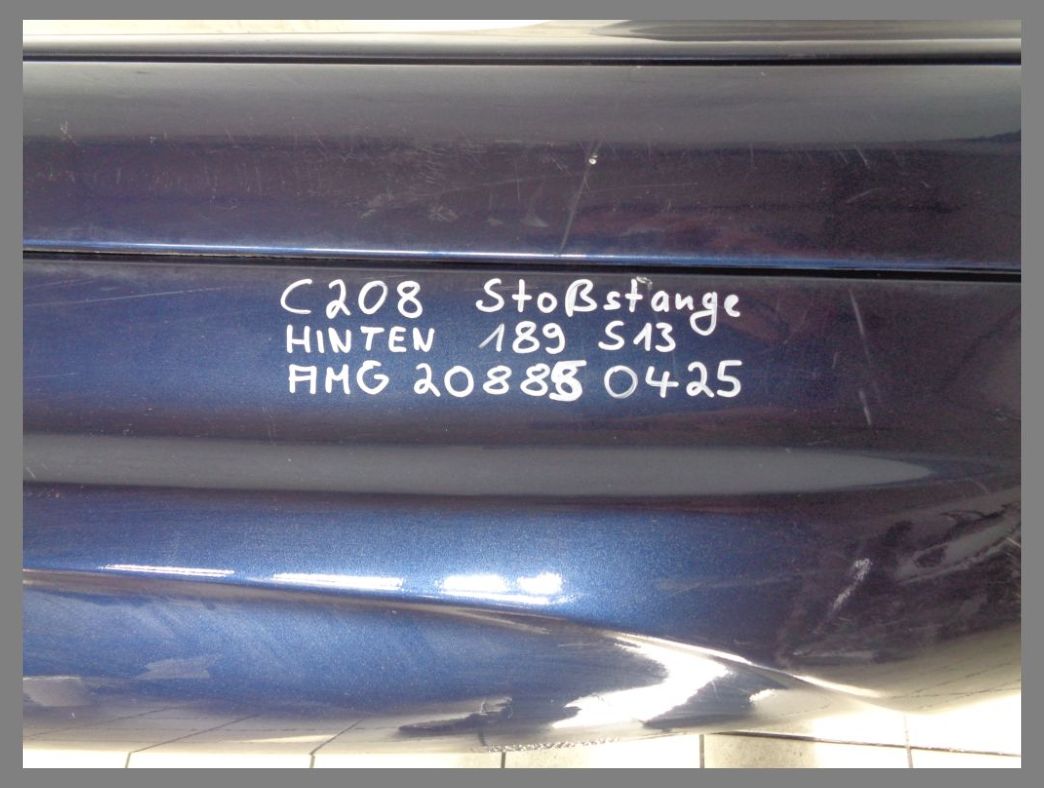 C208 Stoßstange
HINTEN 189 S13
AMG 20885 0425